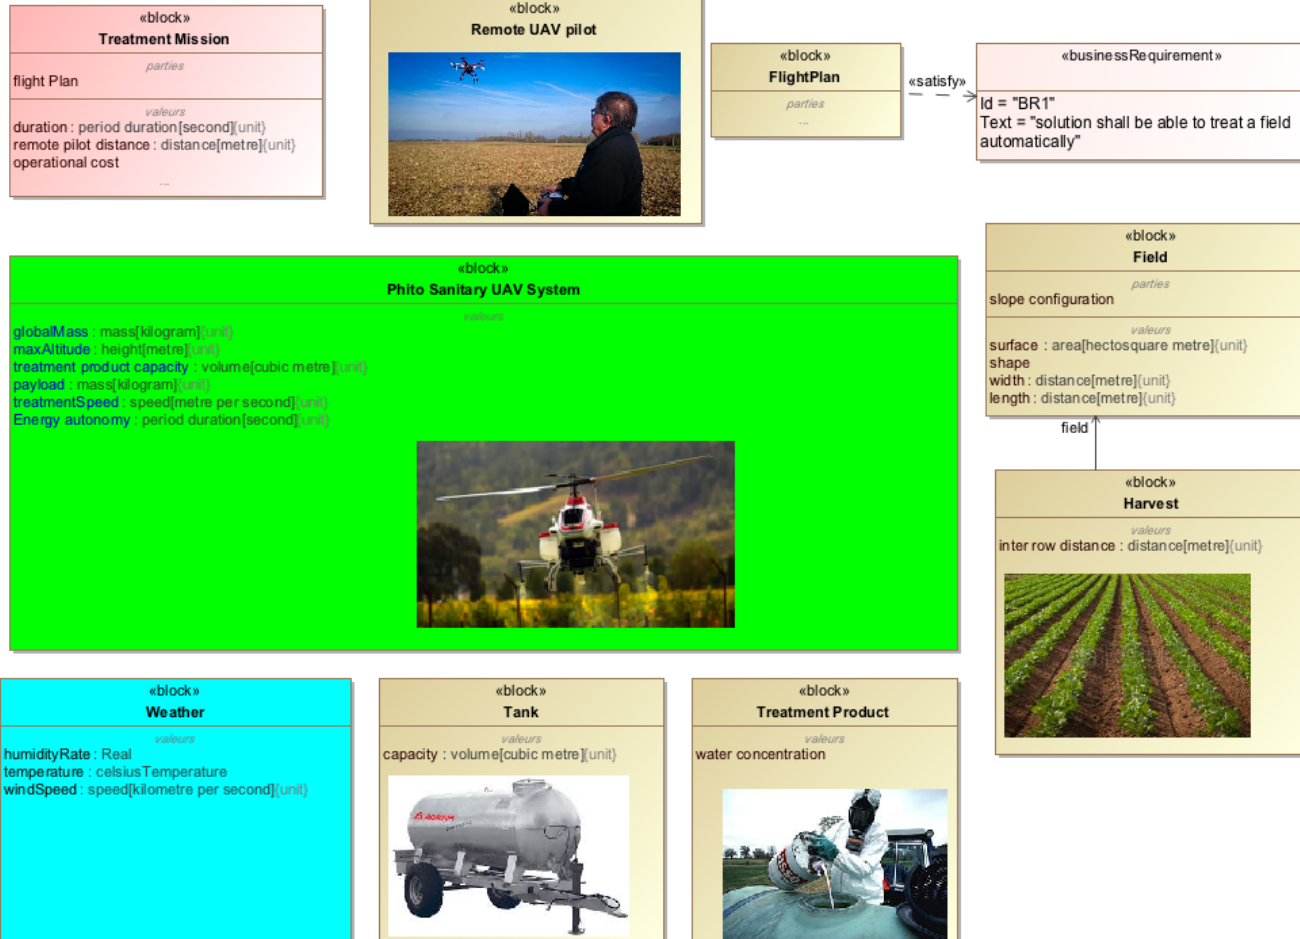 «block»
Treatment Mission
parties
flight Plan
valeurs
duration : period duration[second]{unit}
remote pilot distance : distance[metre]{unit}
operational cost
...
«block»
Remote UAV pilot
«block»
FlightPlan
parties
...
«satisfy»
«businessRequirement»
Id = "BR1"
Text = "solution shall be able to treat a field
automatically"
«block»
Phito Sanitary UAV System
valeurs
globalMass : mass[kilogram]{unit}
maxAltitude : height[metre]{unit}
treatment product capacity : volume[cubic metre]{unit}
payload : mass[kilogram]{unit}
treatmentSpeed : speed[metre per second]{unit}
Energy autonomy : period duration[second]{unit}
«block»
Field
parties
slope configuration
valeurs
surface : area[hectosquare metre]{unit}
shape
width : distance[metre]{unit}
length : distance[metre]{unit}
field
«block»
Harvest
valeurs
inter row distance : distance[metre]{unit}
«block»
Weather
valeurs
humidityRate : Real
temperature : celsiusTemperature
windSpeed : speed[kilometre per second]{unit}
«block»
Tank
valeurs
capacity : volume[cubic metre]{unit}
«block»
Treatment Product
valeurs
water concentration